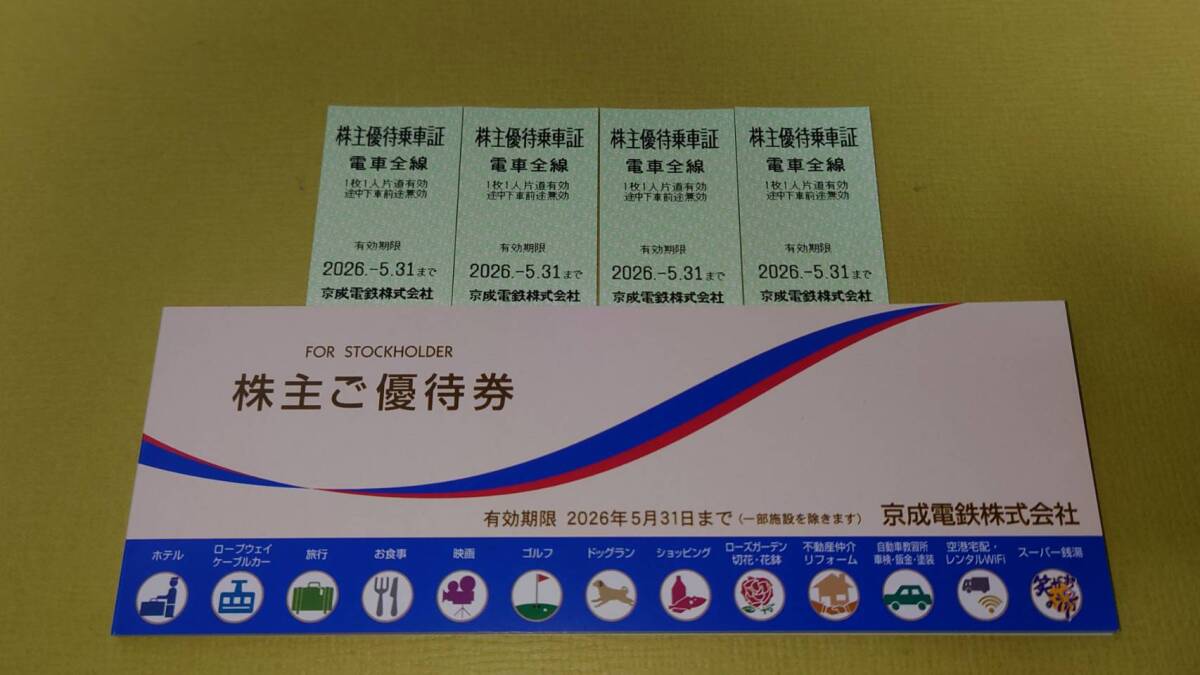 株主優待乗車証
電車全線
1枚1人片道有効
途中下車前途無効
有効期限
2026.-5.31まで
京成電鉄株式会社
株主優待乗車証
電車全線
1枚1人片道有効
途中下車前途無効
有効期限
2026.-5.31まで
京成電鉄株式会社
株主優待乗車証
電車全線
1枚1人片道有効
途中下車前途無効
有効期限
2026.-5.31まで
京成電鉄株式会社
株主優待乗車証
電車全線
1枚1人片道有効
途中下車前途無効
有効期限
2026.-5.31まで
京成電鉄株式会社
FOR STOCKHOLDER
株主ご優待券
有効期限 2026年5月31日まで(一部施設を除きます) 京成電鉄株式会社
ホテル
ロープウェイ
ケーブルカー
旅行
お食事
映画
ゴルフ
ドッグラン
ショッピング
ローズガーデン
切花・花鉢
不動産仲介
リフォーム
自動車教習所
車検・鈑金・塗装
空港宅配・
レンタルWiFi
スーパー銭湯
笑がおの湯